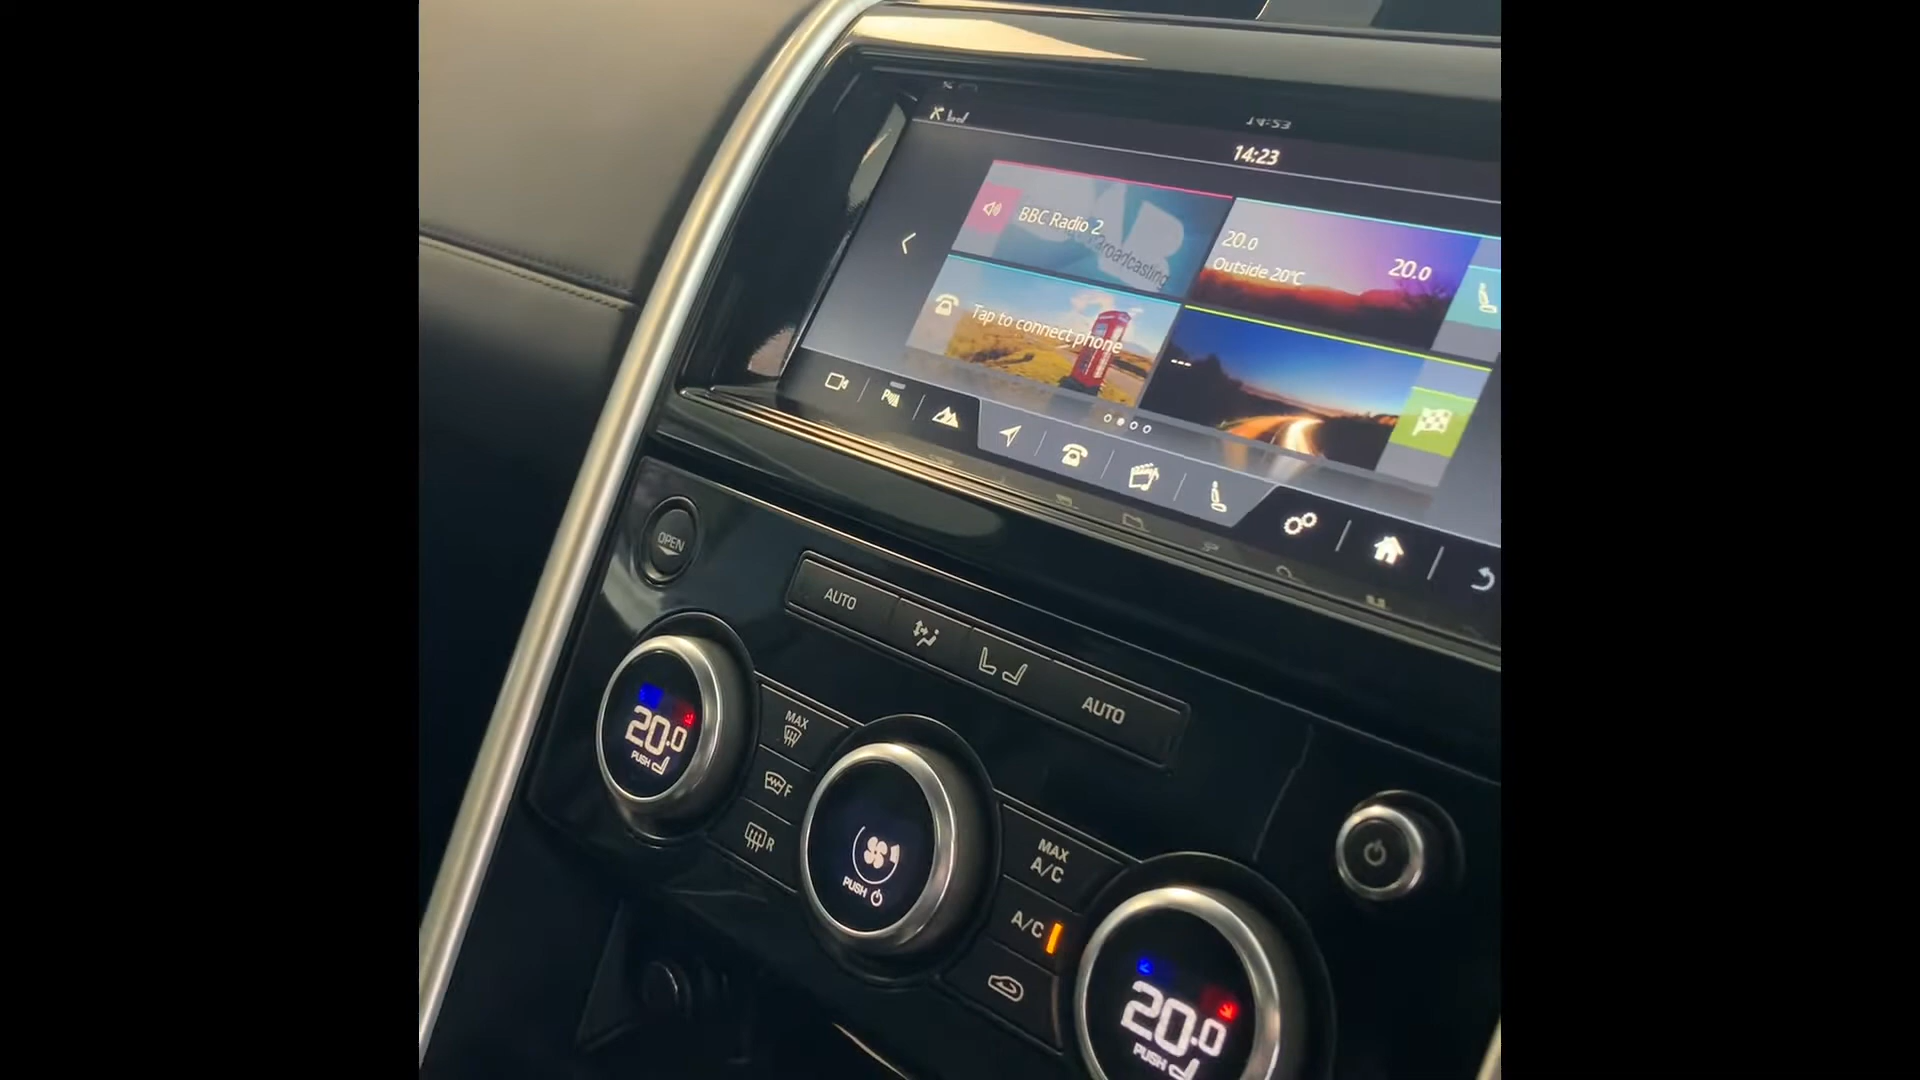 14:23
BBC Radio 2
Broadcasting
20.0
Outside 20°C
20.0
Tap to connect phone
---
OPEN
AUTO
AUTO
20.0
PUSH
MAX
F
R
PUSH
MAX
A/C
A/C
20.0
PUSH